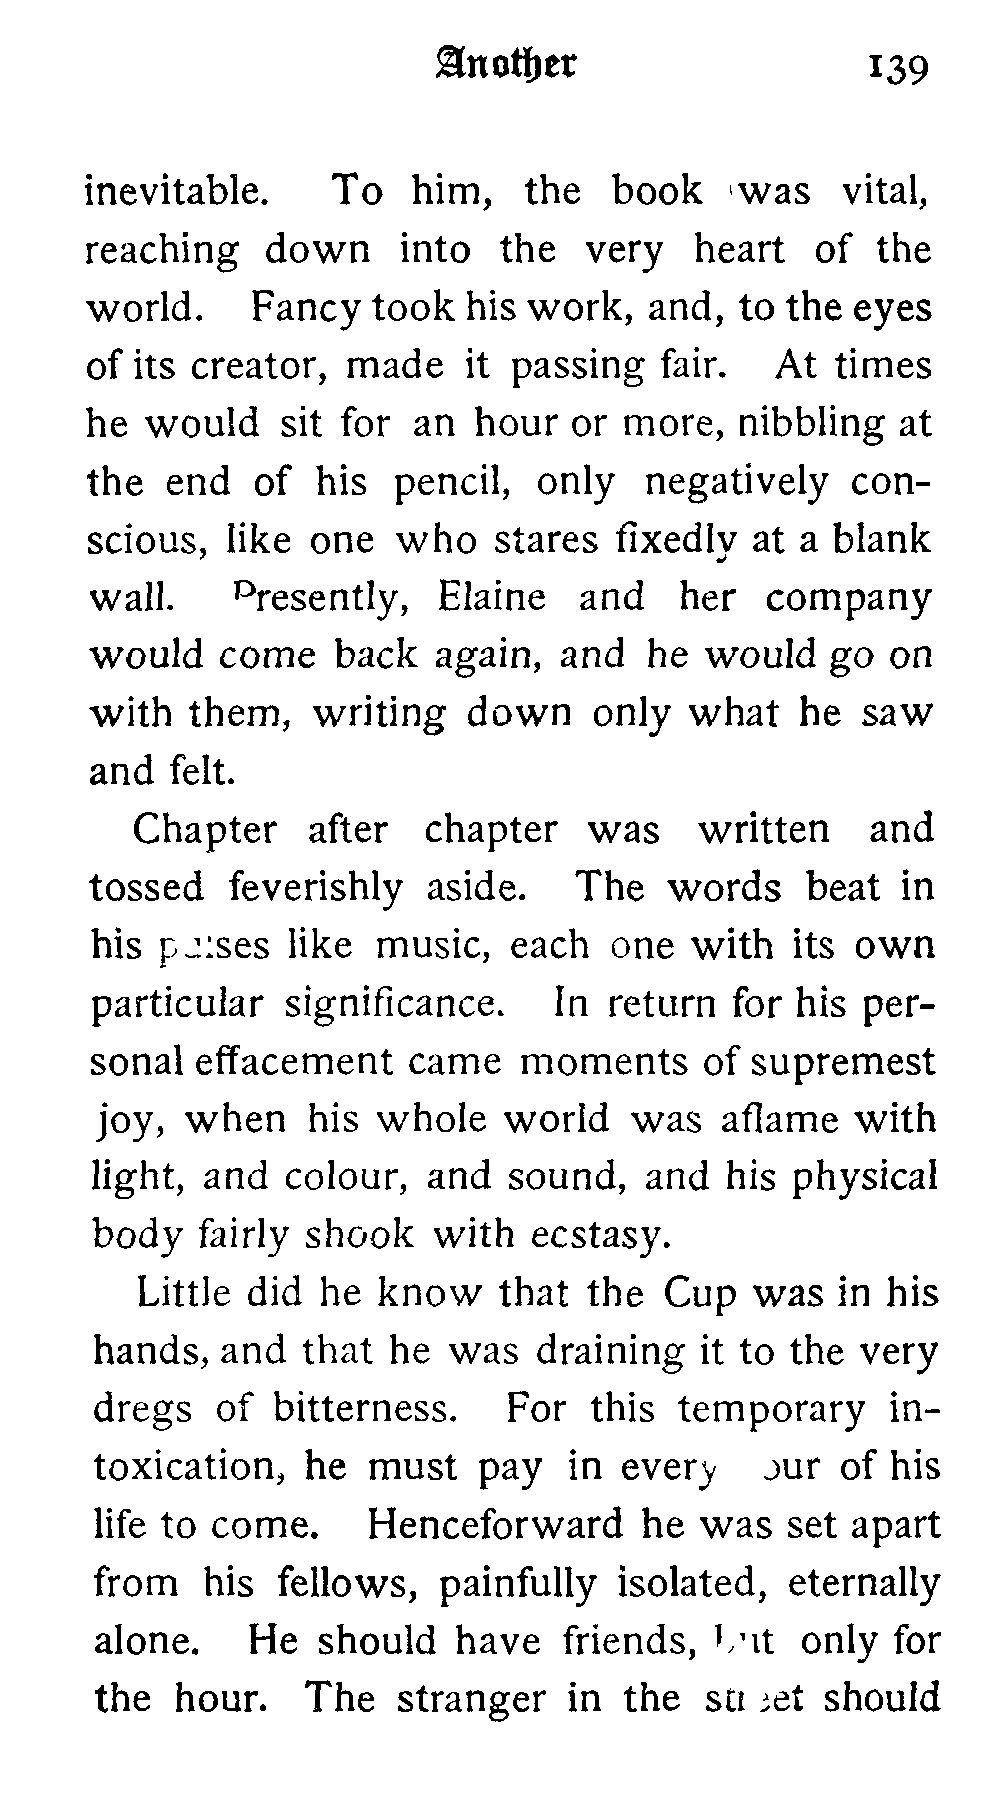 Another 139
inevitable. To him, the book was vital,
reaching down into the very heart of the
world. Fancy took his work, and, to the eyes
of its creator, made it passing fair. At times
he would sit for an hour or more, nibbling at
the end of his pencil, only negatively con-
scious, like one who stares fixedly at a blank
wall. Presently, Elaine and her company
would come back again, and he would go on
with them, writing down only what he saw
and felt.
Chapter after chapter was written and
tossed feverishly aside. The words beat in
his pulses like music, each one with its own
particular significance. In return for his per-
sonal effacement came moments of supremest
joy, when his whole world was aflame with
light, and colour, and sound, and his physical
body fairly shook with ecstasy.
Little did he know that the Cup was in his
hands, and that he was draining it to the very
dregs of bitterness. For this temporary in-
toxication, he must pay in every of his
life to come. Henceforward he was set apart
from his fellows, painfully isolated, eternally
alone. He should have friends, but only for
the hour. The stranger in the street should